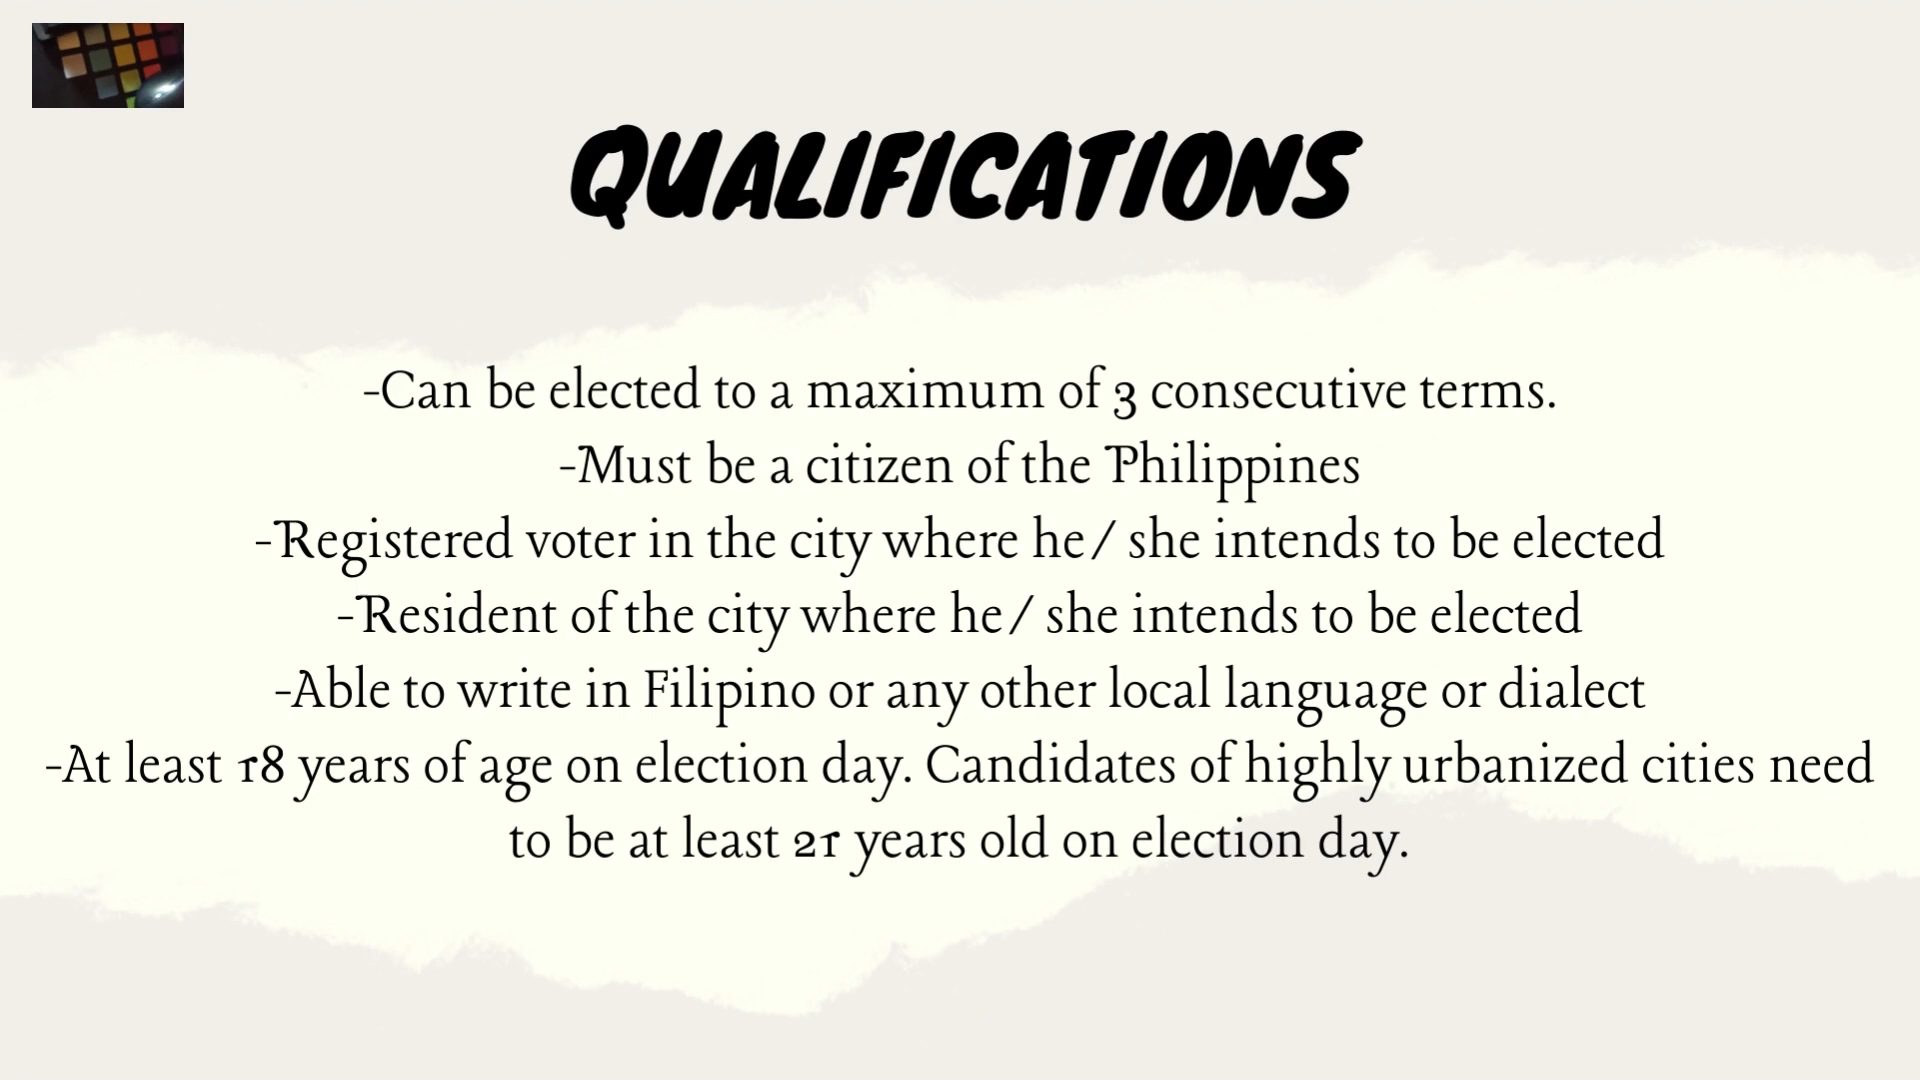 QUALIFICATIONS
-Can be elected to a maximum of 3 consecutive terms.
-Must be a citizen of the Philippines
-Registered voter in the city where he/ she intends to be elected
-Resident of the city where he/ she intends to be elected
-Able to write in Filipino or any other local language or dialect
-At least 18 years of age on election day. Candidates of highly urbanized cities need
to be at least 21 years old on election day.